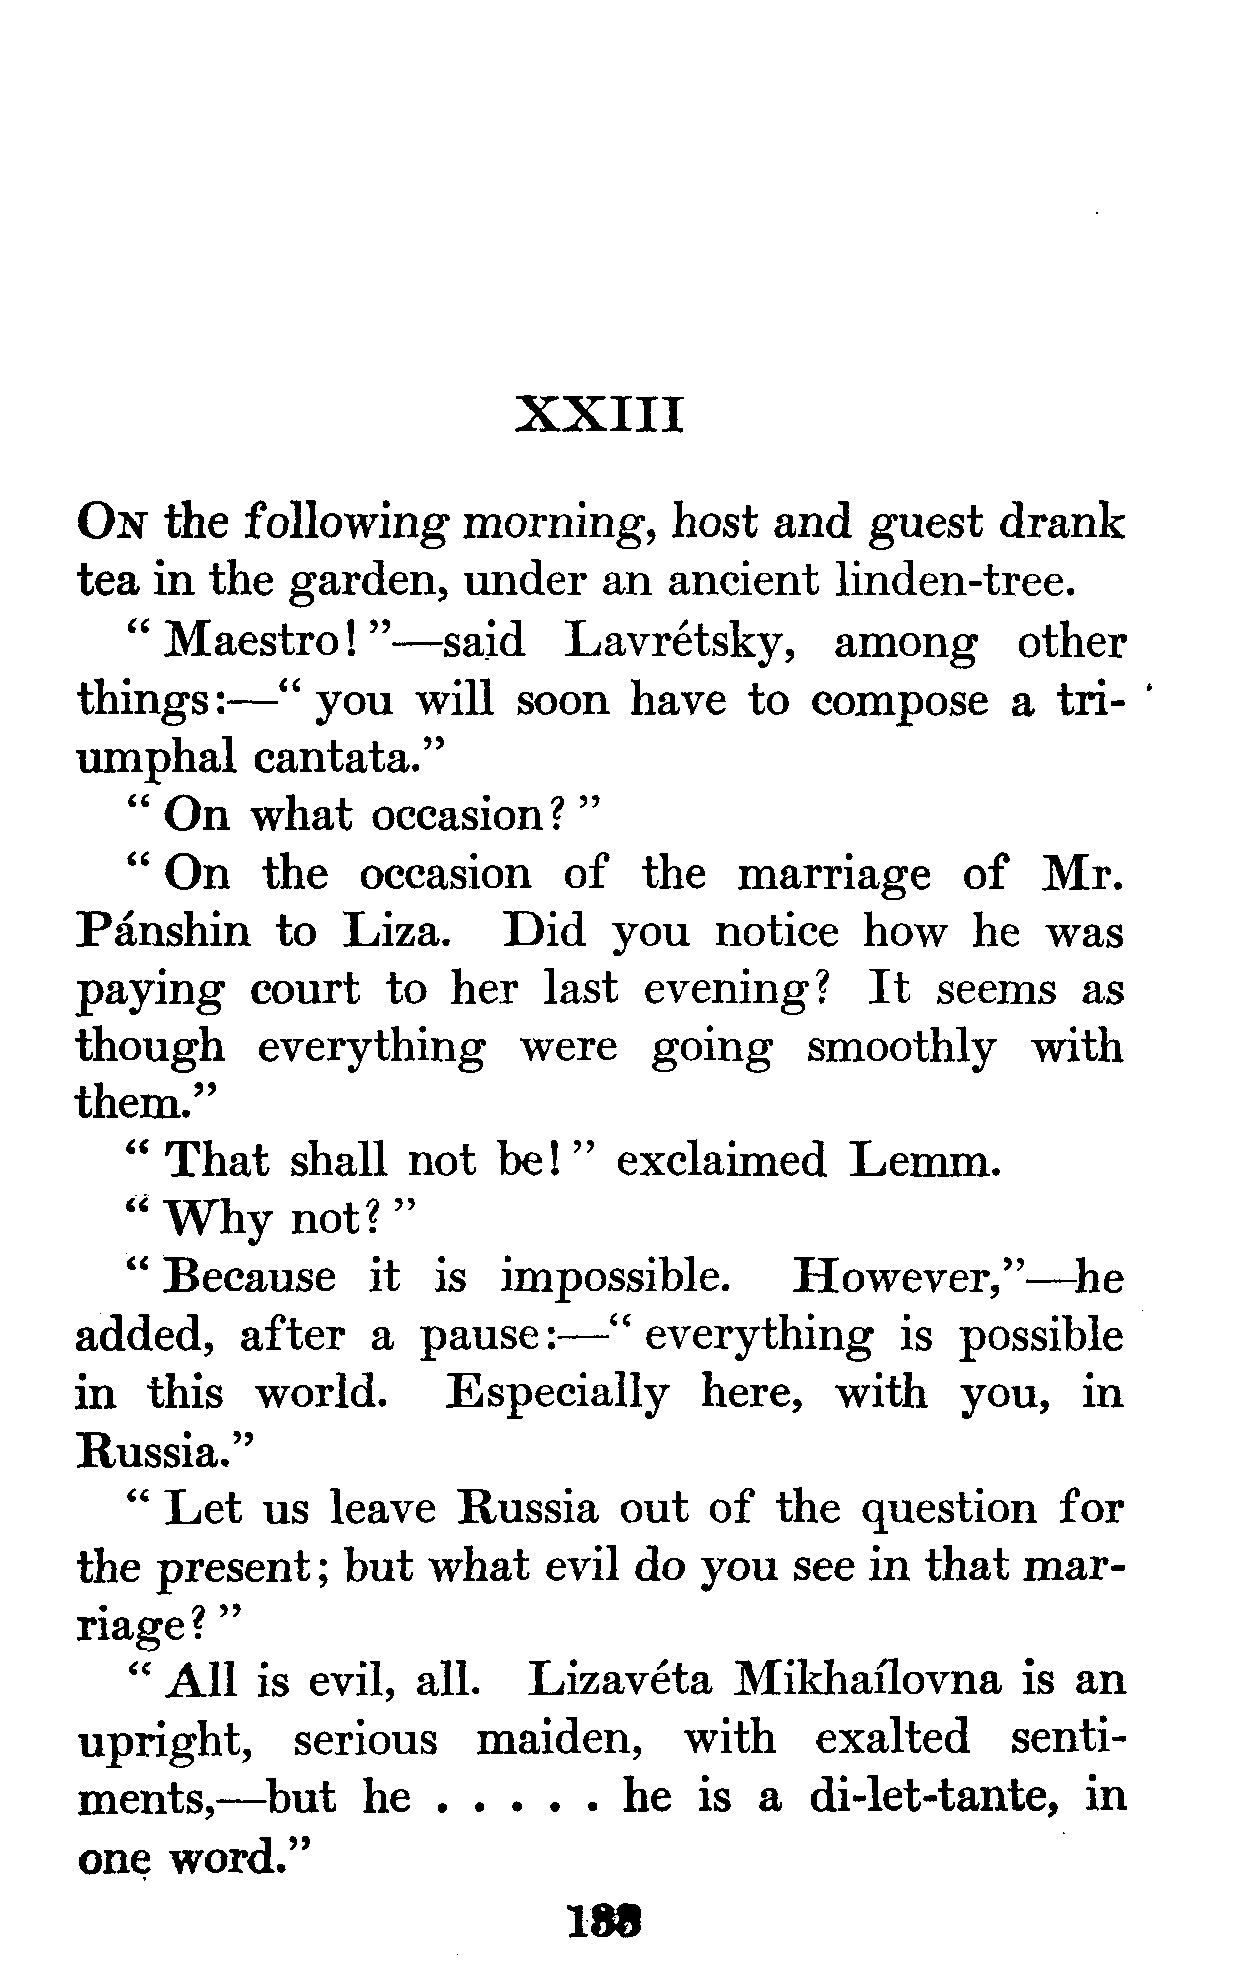 XXIII
ON the following morning, host and guest drank
tea in the garden, under an ancient linden-tree.
“ Maestro! ”—said Lavrétsky, among other
things:—“ you will soon have to compose a tri-
umphal cantata.”
“ On what occasion? ”
“ On the occasion of the marriage of Mr.
Pánshin to Liza. Did you notice how he was
paying court to her last evening? It seems as
though everything were going smoothly with
them.”
“ That shall not be! ” exclaimed Lemm.
“ Why not? ”
“ Because it is impossible. However,”—he
added, after a pause:—“ everything is possible
in this world. Especially here, with you, in
Russia.”
“ Let us leave Russia out of the question for
the present; but what evil do you see in that mar-
riage? ”
“ All is evil, all. Lizavéta Mikhaílovna is an
upright, serious maiden, with exalted senti-
ments,—but he . . . . . he is a di-let-tante, in
one word.”